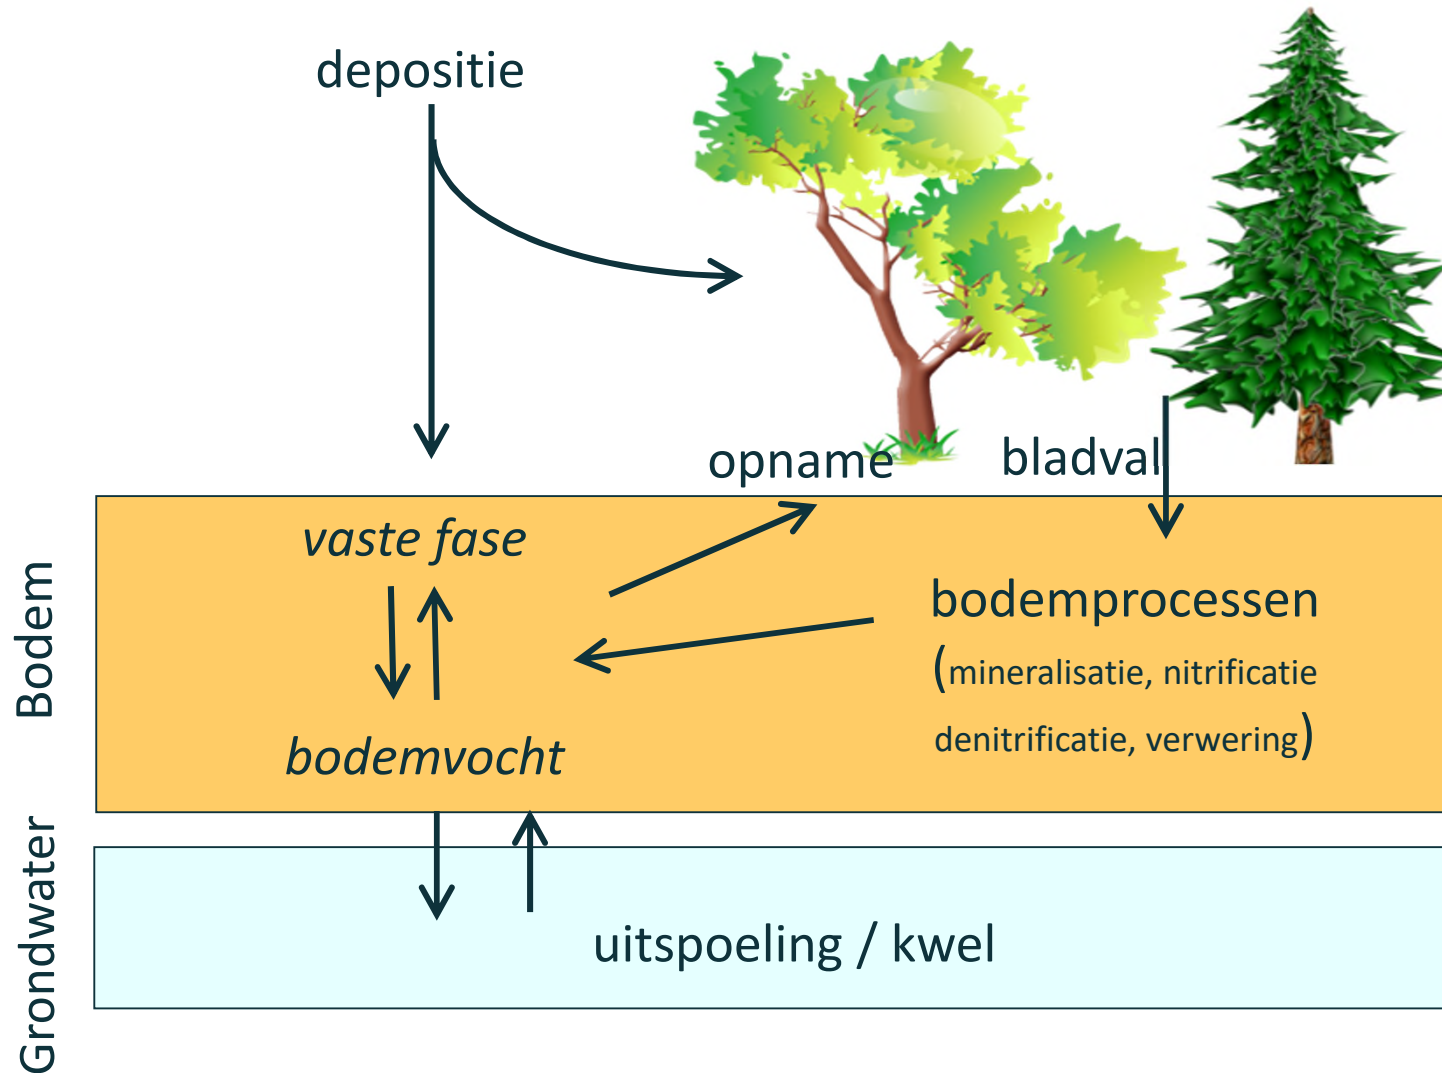 depositie
opname
bladval
vaste fase
bodemprocessen
(mineralisatie, nitrificatie
denitrificatie, verwering)
bodemvocht
Bodem
uitspoeling / kwel
Grondwater